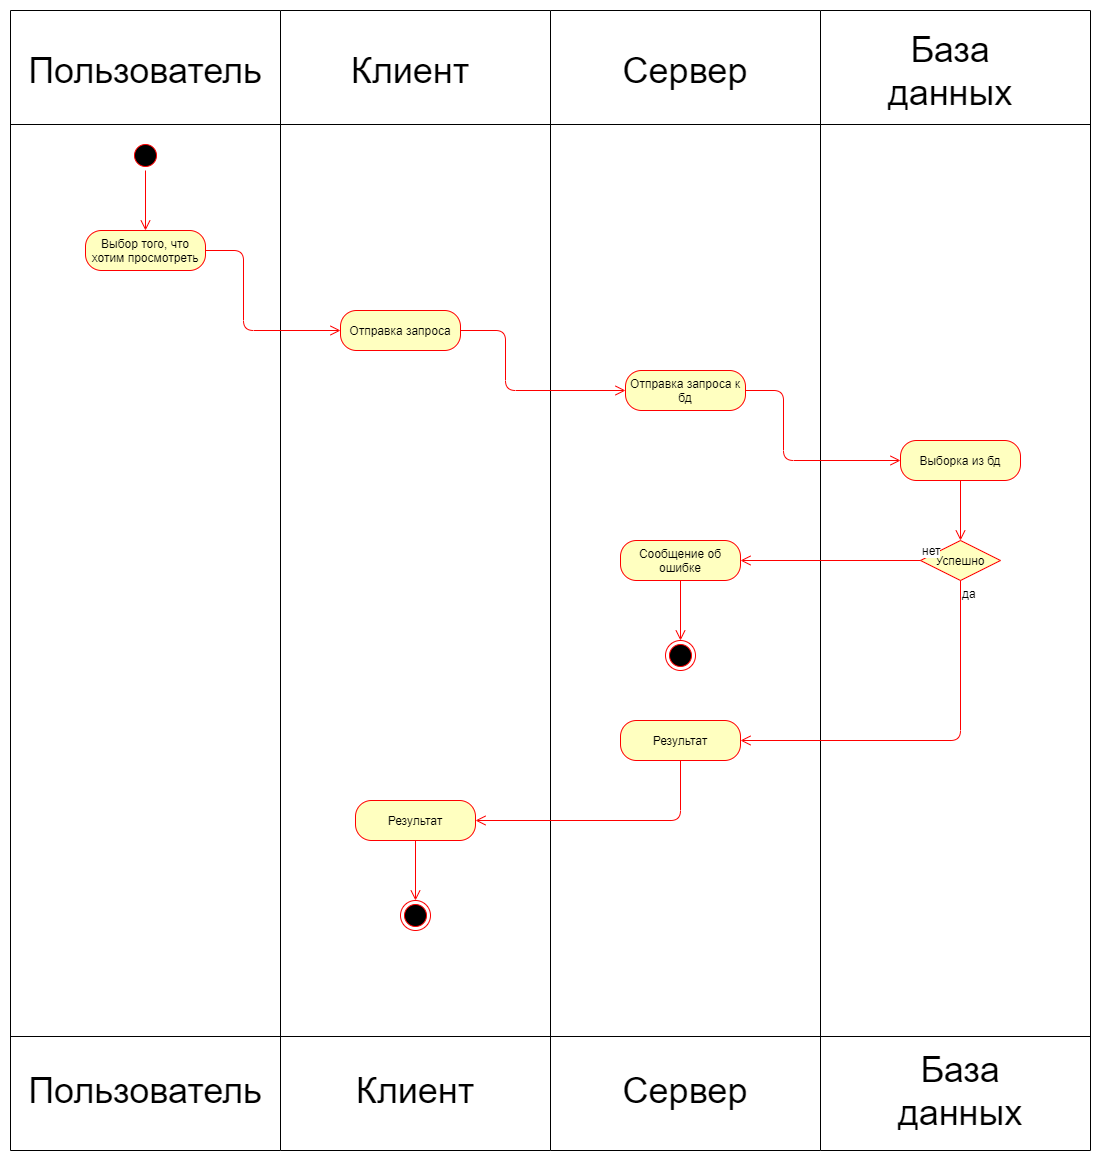 Пользователь
Клиент
Сервер
База
данных
Выбор того, что
хотим просмотреть
Отправка запроса
Отправка запроса к
бд
Выборка из бд
нет
Успешно
да
Сообщение об
ошибке
Результат
Результат
Пользователь
Клиент
Сервер
База
данных